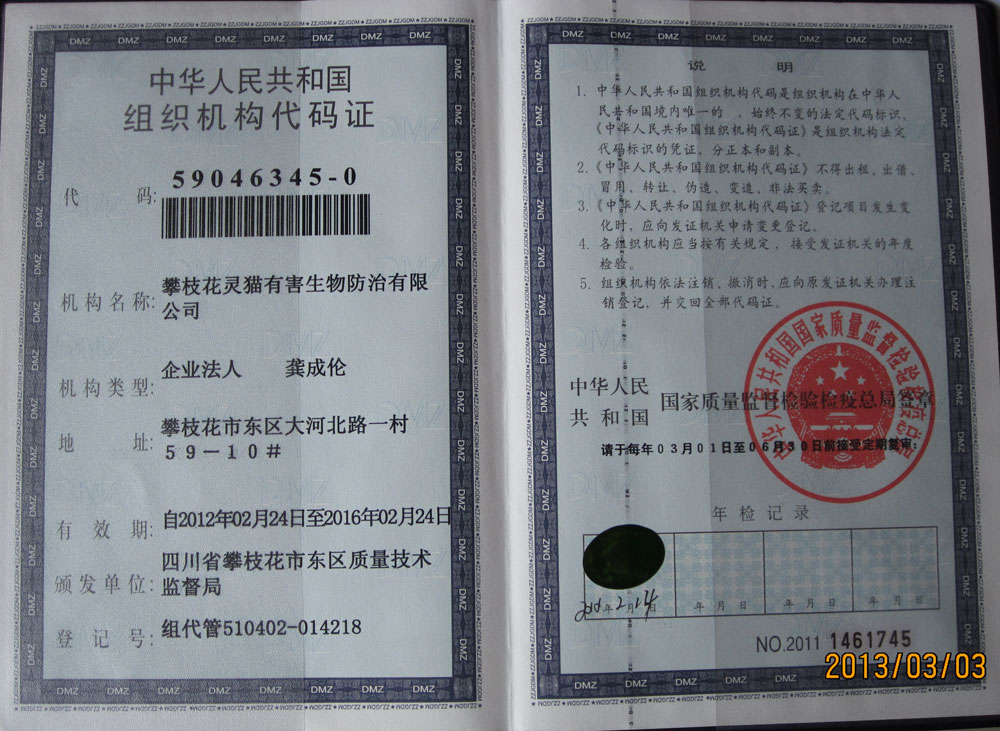 中华人民共和国
组织机构代码证
代 码: 59046345-0
机构名称: 攀枝花灵猫有害生物防治有限
公司
机构类型: 企业法人 龚成伦
地 址: 攀枝花市东区大河北路一村
59－10＃
有 效 期: 自2012年02月24日至2016年02月24日
颁发单位: 四川省攀枝花市东区质量技术
监督局
登 记 号: 组代管510402-014218
说 明
1. 中华人民共和国组织机构代码是组织机构在中华人
民共和国境内唯一的、始终不变的法定代码标识，
《中华人民共和国组织机构代码证》是组织机构法定
代码标识的凭证，分正本和副本。
2.《中华人民共和国组织机构代码证》不得出租、出借、
冒用、转让、伪造、变造、非法买卖。
3.《中华人民共和国组织机构代码证》登记项目发生变
化时，应向发证机关申请变更登记。
4. 各组织机构应当按有关规定，接受发证机关的年度
检验。
5. 组织机构依法注销、撤消时，应向原发证机关办理注
销登记，并交回全部代码证。
中华人民
共和国 国家质量监督检验检疫总局签章
请于每年03月01日至06月30日前接受定期复审.
年检记录
年 2月24日 年 月 日 年 月 日 年 月 日
NO.2011 1461745
2013/03/03